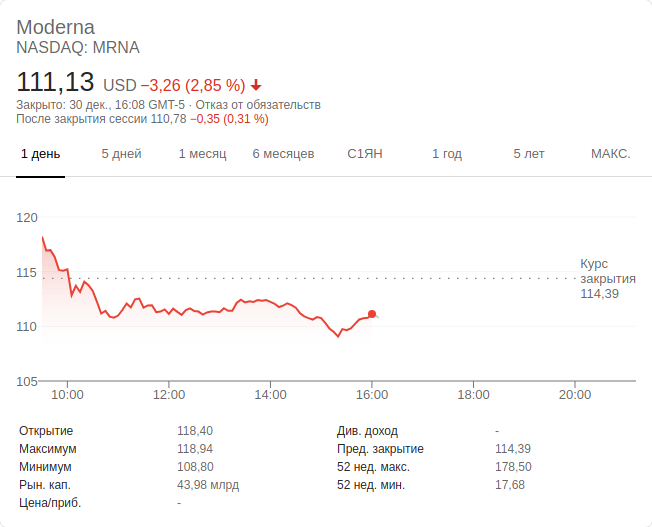 Moderna
NASDAQ: MRNA
111,13 USD −3,26 (2,85 %)
Закрыто: 30 дек., 16:08 GMT-5 · Отказ от обязательств
После закрытия сессии 110,78 −0,35 (0,31 %)
1 день 5 дней 1 месяц 6 месяцев С1ЯН 1 год 5 лет МАКС.
120
115
110
105
Курс
закрытия
114,39
10:00 12:00 14:00 16:00 18:00 20:00
Открытие 118,40 Див. доход -
Максимум 118,94 Пред. закрытие 114,39
Минимум 108,80 52 нед. макс. 178,50
Рын. кап. 43,98 млрд 52 нед. мин. 17,68
Цена/приб. -